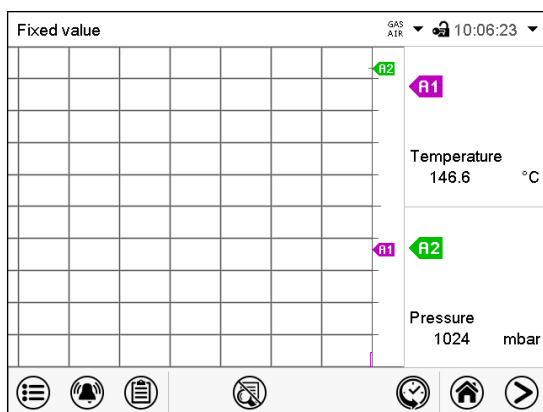 Fixed value
GAS
AIR
10:06:23
A2
A1
Temperature
146.6 °C
A1
A2
Pressure
1024 mbar